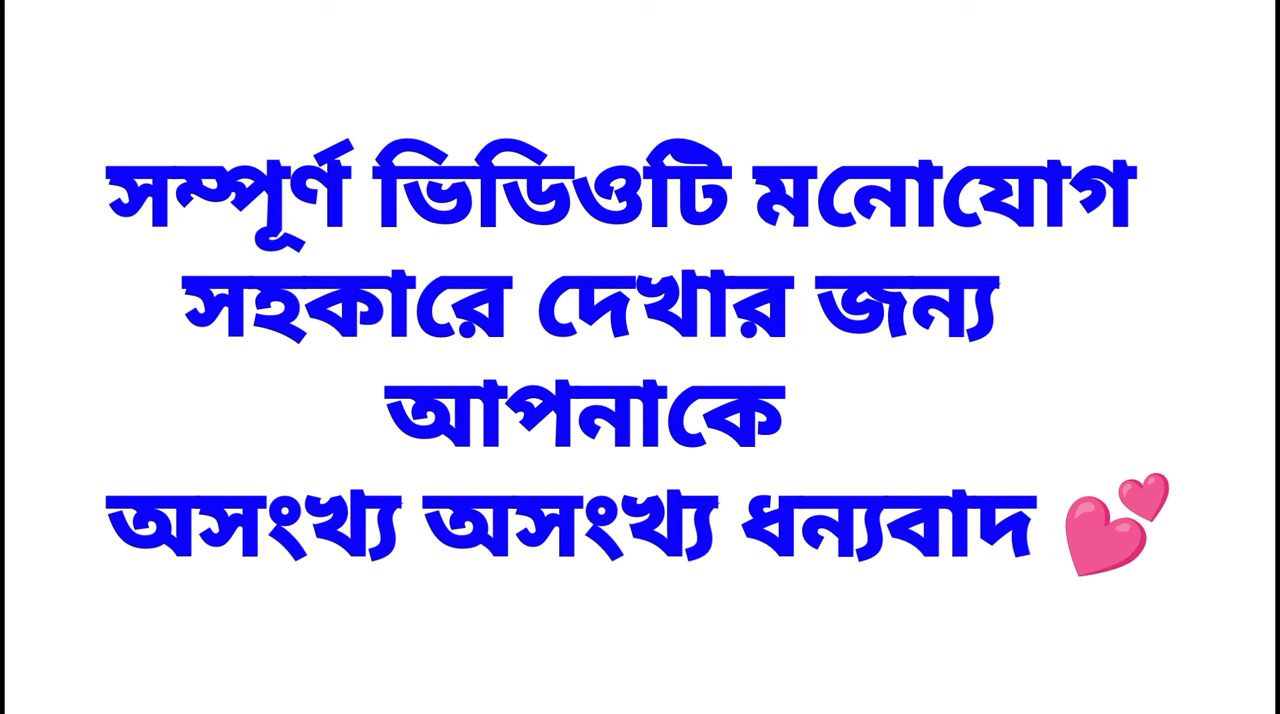 সম্পূর্ণ ভিডিওটি মনোযোগ
সহকারে দেখার জন্য
আপনাকে
অসংখ্য অসংখ্য ধন্যবাদ 💕